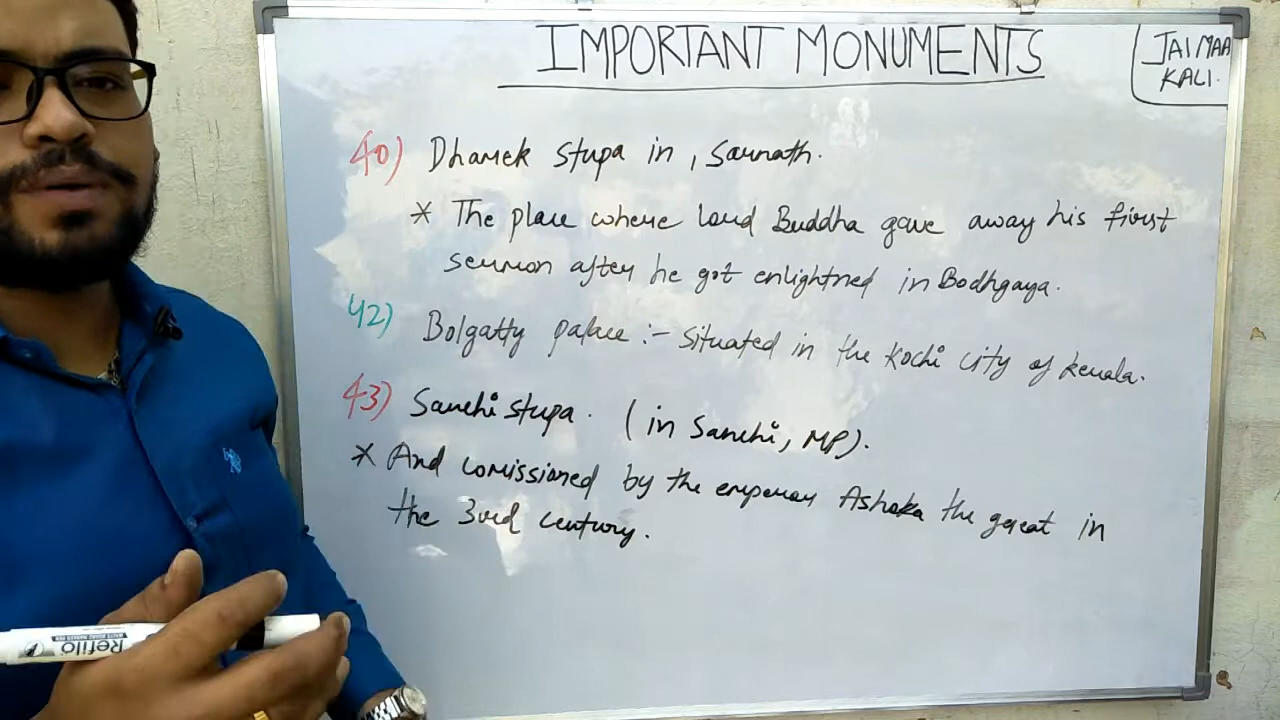 IMPORTANT MONUMENTS
JAI MAA
KALI.
40) Dhamek Stupa in, Sarnath.
* The place where lord Buddha gave away his first
sermon after he got enlightned in Bodhgaya.
42) Bolgatty palace :- Situated in the Kochi city of kerala.
43) Sanchi stupa. (in Sanchi, MP).
* And comissioned by the emperor Ashoka the great in
the 3rd century.
Refilo